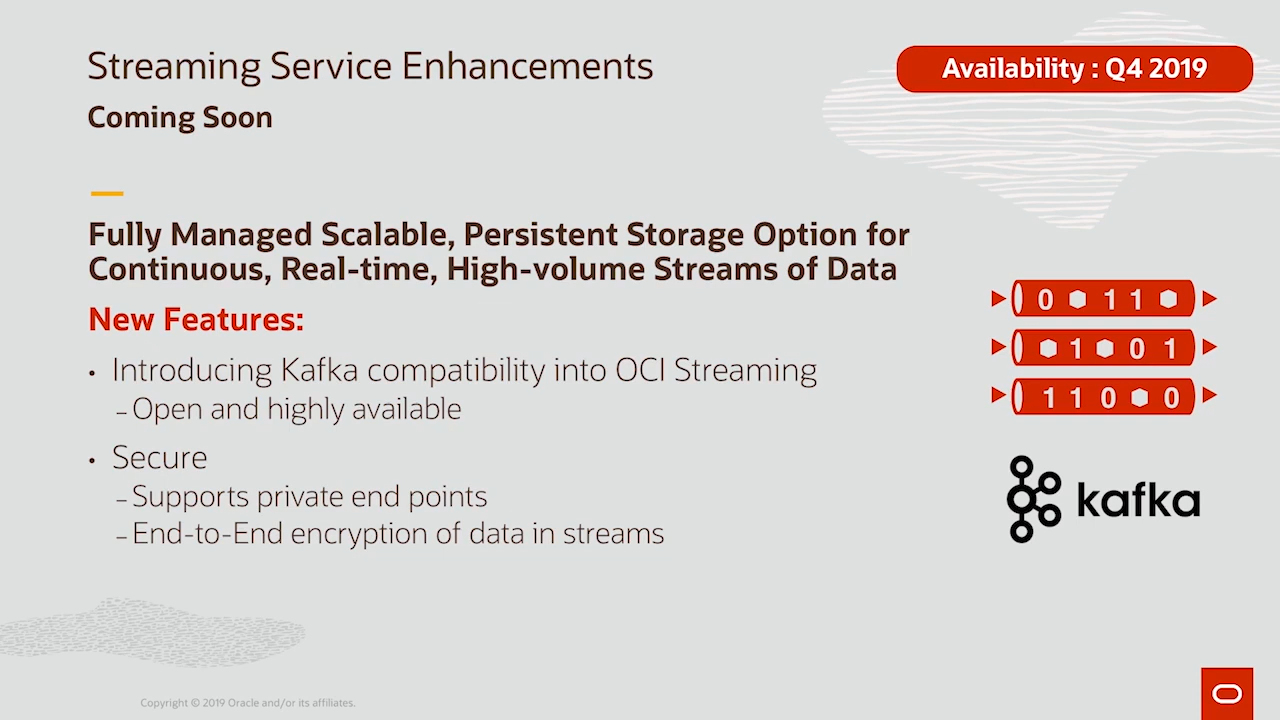 Streaming Service Enhancements
Availability : Q4 2019
Coming Soon
Fully Managed Scalable, Persistent Storage Option for
Continuous, Real-time, High-volume Streams of Data
New Features:
• Introducing Kafka compatibility into OCI Streaming
– Open and highly available
• Secure
– Supports private end points
– End-to-End encryption of data in streams
0 1 1
1 0 1
1 1 0 0
kafka
Copyright © 2019 Oracle and/or its affiliates.